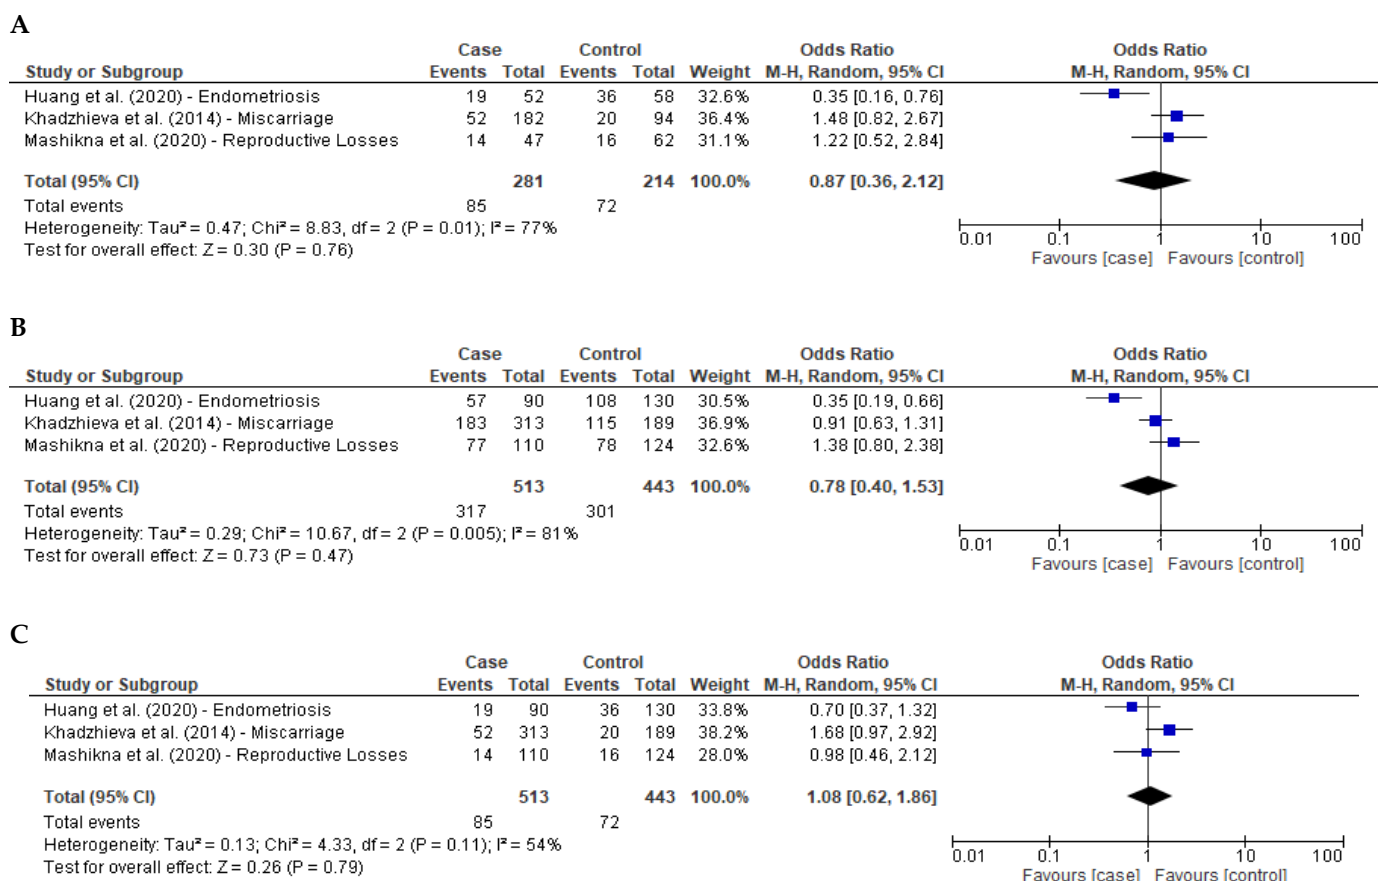 A
Case Control Odds Ratio Odds Ratio
Study or Subgroup Events Total Events Total Weight M-H, Random, 95% CI M-H, Random, 95% CI
Huang et al. (2020) - Endometriosis 19 52 36 58 32.6% 0.35 [0.16, 0.76]
Khadzhieva et al. (2014) - Miscarriage 52 182 20 94 36.4% 1.48 [0.82, 2.67]
Mashikna et al. (2020) - Reproductive Losses 14 47 16 62 31.1% 1.22 [0.52, 2.84]
Total (95% CI) 281 214 100.0% 0.87 [0.36, 2.12]
Total events 85 72
Heterogeneity: Tau² = 0.47; Chi² = 8.83, df = 2 (P = 0.01); I² = 77%
Test for overall effect: Z = 0.30 (P = 0.76)
0.01 0.1 1 10 100
Favours [case] Favours [control]
B
Case Control Odds Ratio Odds Ratio
Study or Subgroup Events Total Events Total Weight M-H, Random, 95% CI M-H, Random, 95% CI
Huang et al. (2020) - Endometriosis 57 90 108 130 30.5% 0.35 [0.19, 0.66]
Khadzhieva et al. (2014) - Miscarriage 183 313 115 189 36.9% 0.91 [0.63, 1.31]
Mashikna et al. (2020) - Reproductive Losses 77 110 78 124 32.6% 1.38 [0.80, 2.38]
Total (95% CI) 513 443 100.0% 0.78 [0.40, 1.53]
Total events 317 301
Heterogeneity: Tau² = 0.29; Chi² = 10.67, df = 2 (P = 0.005); I² = 81%
Test for overall effect: Z = 0.73 (P = 0.47)
0.01 0.1 1 10 100
Favours [case] Favours [control]
C
Case Control Odds Ratio Odds Ratio
Study or Subgroup Events Total Events Total Weight M-H, Random, 95% CI M-H, Random, 95% CI
Huang et al. (2020) - Endometriosis 19 90 36 130 33.8% 0.70 [0.37, 1.32]
Khadzhieva et al. (2014) - Miscarriage 52 313 20 189 38.2% 1.68 [0.97, 2.92]
Mashikna et al. (2020) - Reproductive Losses 14 110 16 124 28.0% 0.98 [0.46, 2.12]
Total (95% CI) 513 443 100.0% 1.08 [0.62, 1.86]
Total events 85 72
Heterogeneity: Tau² = 0.13; Chi² = 4.33, df = 2 (P = 0.11); I² = 54%
Test for overall effect: Z = 0.26 (P = 0.79)
0.01 0.1 1 10 100
Favours [case] Favours [control]